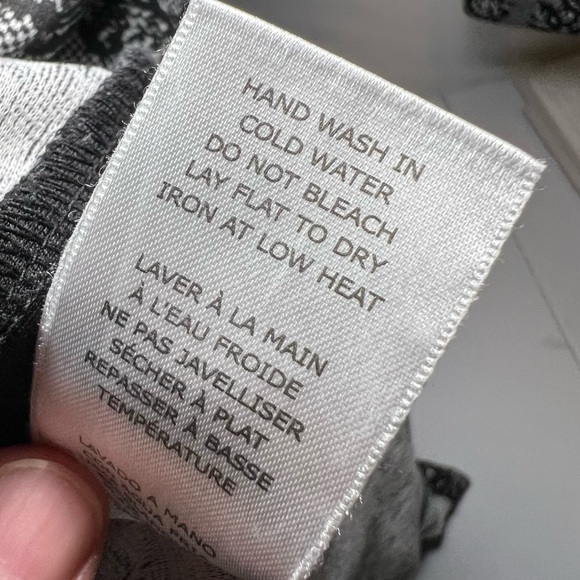 HAND WASH IN
COLD WATER
DO NOT BLEACH
LAY FLAT TO DRY
IRON AT LOW HEAT
LAVER À LA MAIN
À L'EAU FROIDE
NE PAS JAVELLISER
SÉCHER À PLAT
REPASSER À BASSE
TEMPÉRATURE
LAVADO A MANO